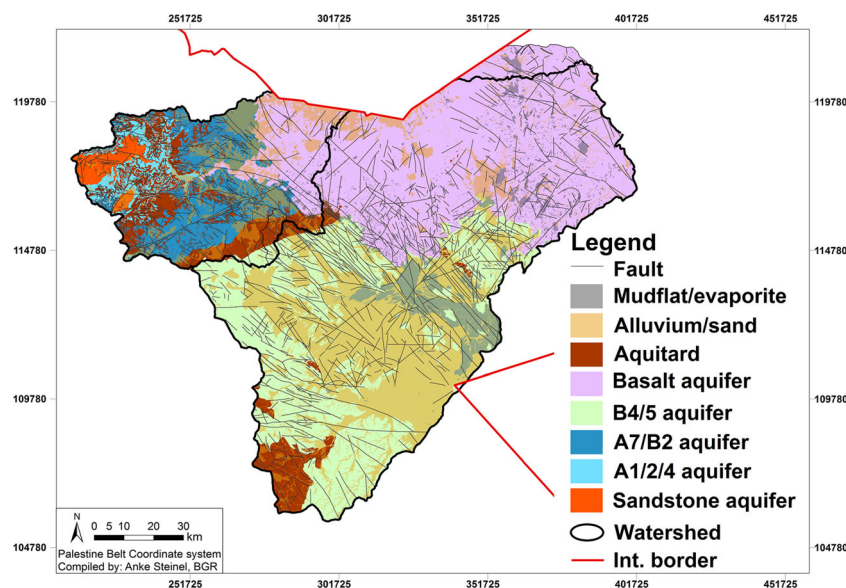 251725 301725 351725 401725 451725
119780 119780
114780 114780
109780 109780
104780 104780
Legend
Fault
Mudflat/evaporite
Alluvium/sand
Aquitard
Basalt aquifer
B4/5 aquifer
A7/B2 aquifer
A1/2/4 aquifer
Sandstone aquifer
Watershed
Int. border
N
0 5 10 20 30
km
Palestine Belt Coordinate system
Compiled by: Anke Steinel, BGR
251725 301725 351725 401725 451725